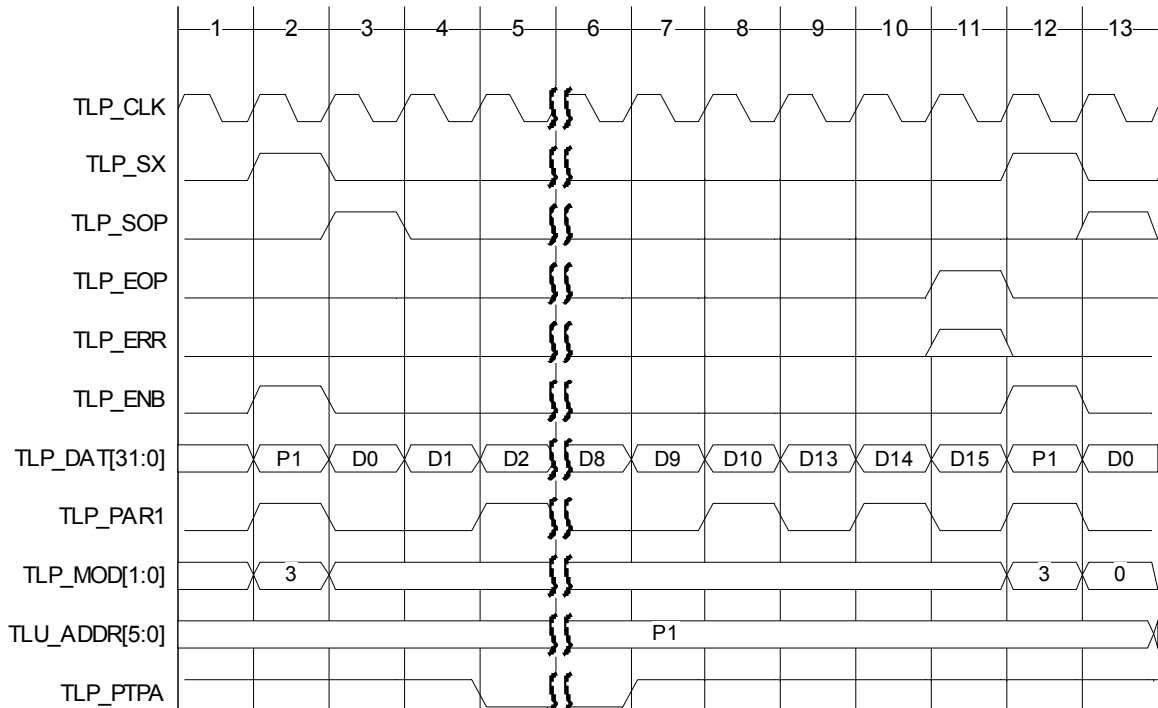 1 2 3 4 5 6 7 8 9 10 11 12 13
TLP_CLK
TLP_SX
TLP_SOP
TLP_EOP
TLP_ERR
TLP_ENB
TLP_DAT[31:0] P1 D0 D1 D2 D8 D9 D10 D13 D14 D15 P1 D0
TLP_PAR1
TLP_MOD[1:0] 3 3 0
TLU_ADDR[5:0] P1
TLP_PTPA